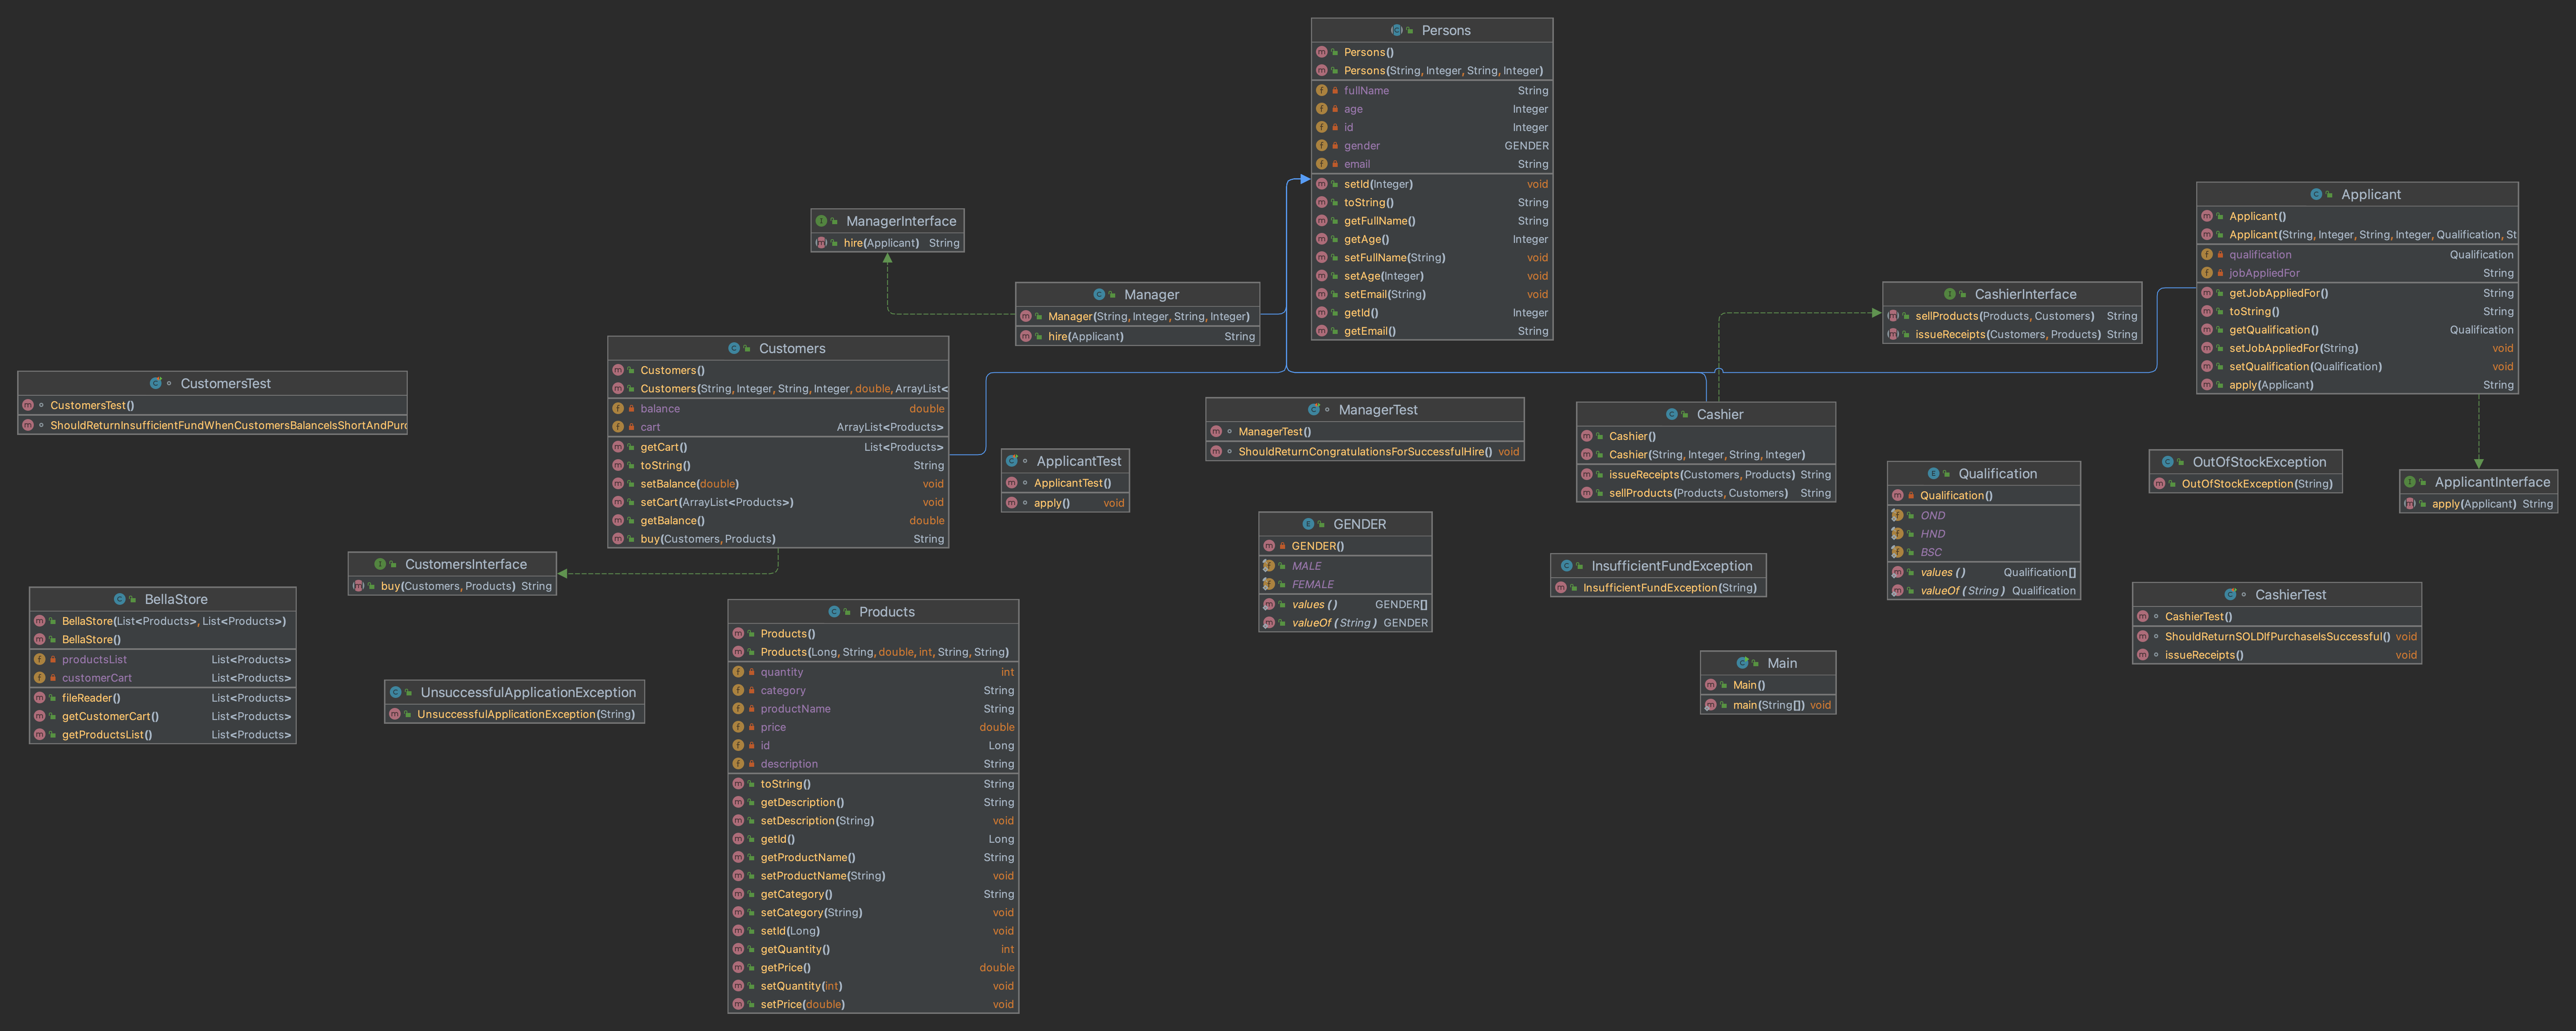 Persons
Persons()
Persons(String, Integer, String, Integer)
fullName String
age Integer
id Integer
gender GENDER
email String
setId(Integer) void
toString() String
getFullName() String
getAge() Integer
setFullName(String) void
setAge(Integer) void
setEmail(String) void
getId() Integer
getEmail() String
Applicant
Applicant()
Applicant(String, Integer, String, Integer, Qualification, St
qualification Qualification
jobAppliedFor String
getJobAppliedFor() String
toString() String
getQualification() Qualification
setJobAppliedFor(String) void
setQualification(Qualification) void
apply(Applicant) String
ManagerInterface
hire(Applicant) String
Manager
Manager(String, Integer, String, Integer)
hire(Applicant) String
CashierInterface
sellProducts(Products, Customers) String
issueReceipts(Customers, Products) String
Customers
Customers()
Customers(String, Integer, String, Integer, double, ArrayList<
balance double
cart ArrayList<Products>
getCart() List<Products>
toString() String
setBalance(double) void
setCart(ArrayList<Products>) void
getBalance() double
buy(Customers, Products) String
CustomersTest
CustomersTest()
ShouldReturnInsufficientFundWhenCustomersBalanceIsShortAndPurc
ManagerTest
ManagerTest()
ShouldReturnCongratulationsForSuccessfulHire() void
Cashier
Cashier()
Cashier(String, Integer, String, Integer)
issueReceipts(Customers, Products) String
sellProducts(Products, Customers) String
ApplicantTest
ApplicantTest()
apply() void
OutOfStockException
OutOfStockException(String)
Qualification
Qualification()
OND
HND
BSC
values () Qualification[]
valueOf (String) Qualification
ApplicantInterface
apply(Applicant) String
GENDER
GENDER()
MALE
FEMALE
values () GENDER[]
valueOf (String) GENDER
CustomersInterface
buy(Customers, Products) String
InsufficientFundException
InsufficientFundException(String)
BellaStore
BellaStore(List<Products>, List<Products>)
BellaStore()
productsList List<Products>
customerCart List<Products>
fileReader() List<Products>
getCustomerCart() List<Products>
getProductsList() List<Products>
CashierTest
CashierTest()
ShouldReturnSOLDIfPurchaseIsSuccessful() void
issueReceipts() void
Products
Products()
Products(Long, String, double, int, String, String)
quantity int
category String
productName String
price double
id Long
description String
toString() String
getDescription() String
setDescription(String) void
getId() Long
getProductName() String
setProductName(String) void
getCategory() String
setCategory(String) void
setId(Long) void
getQuantity() int
getPrice() double
setQuantity(int) void
setPrice(double) void
Main
Main()
main(String[]) void
UnsuccessfulApplicationException
UnsuccessfulApplicationException(String)